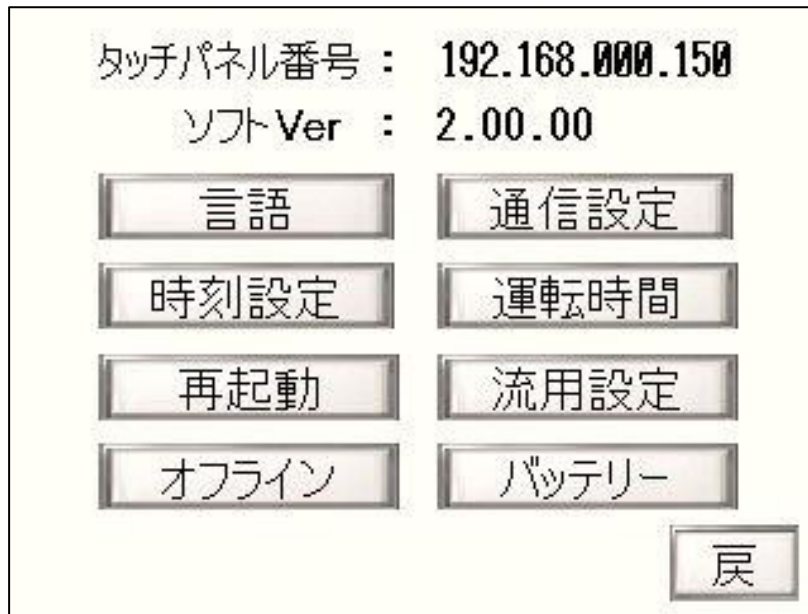 タッチパネル番号 : 192.168.000.150
ソフトVer : 2.00.00
言語 通信設定
時刻設定 運転時間
再起動 流用設定
オフライン バッテリー
戻